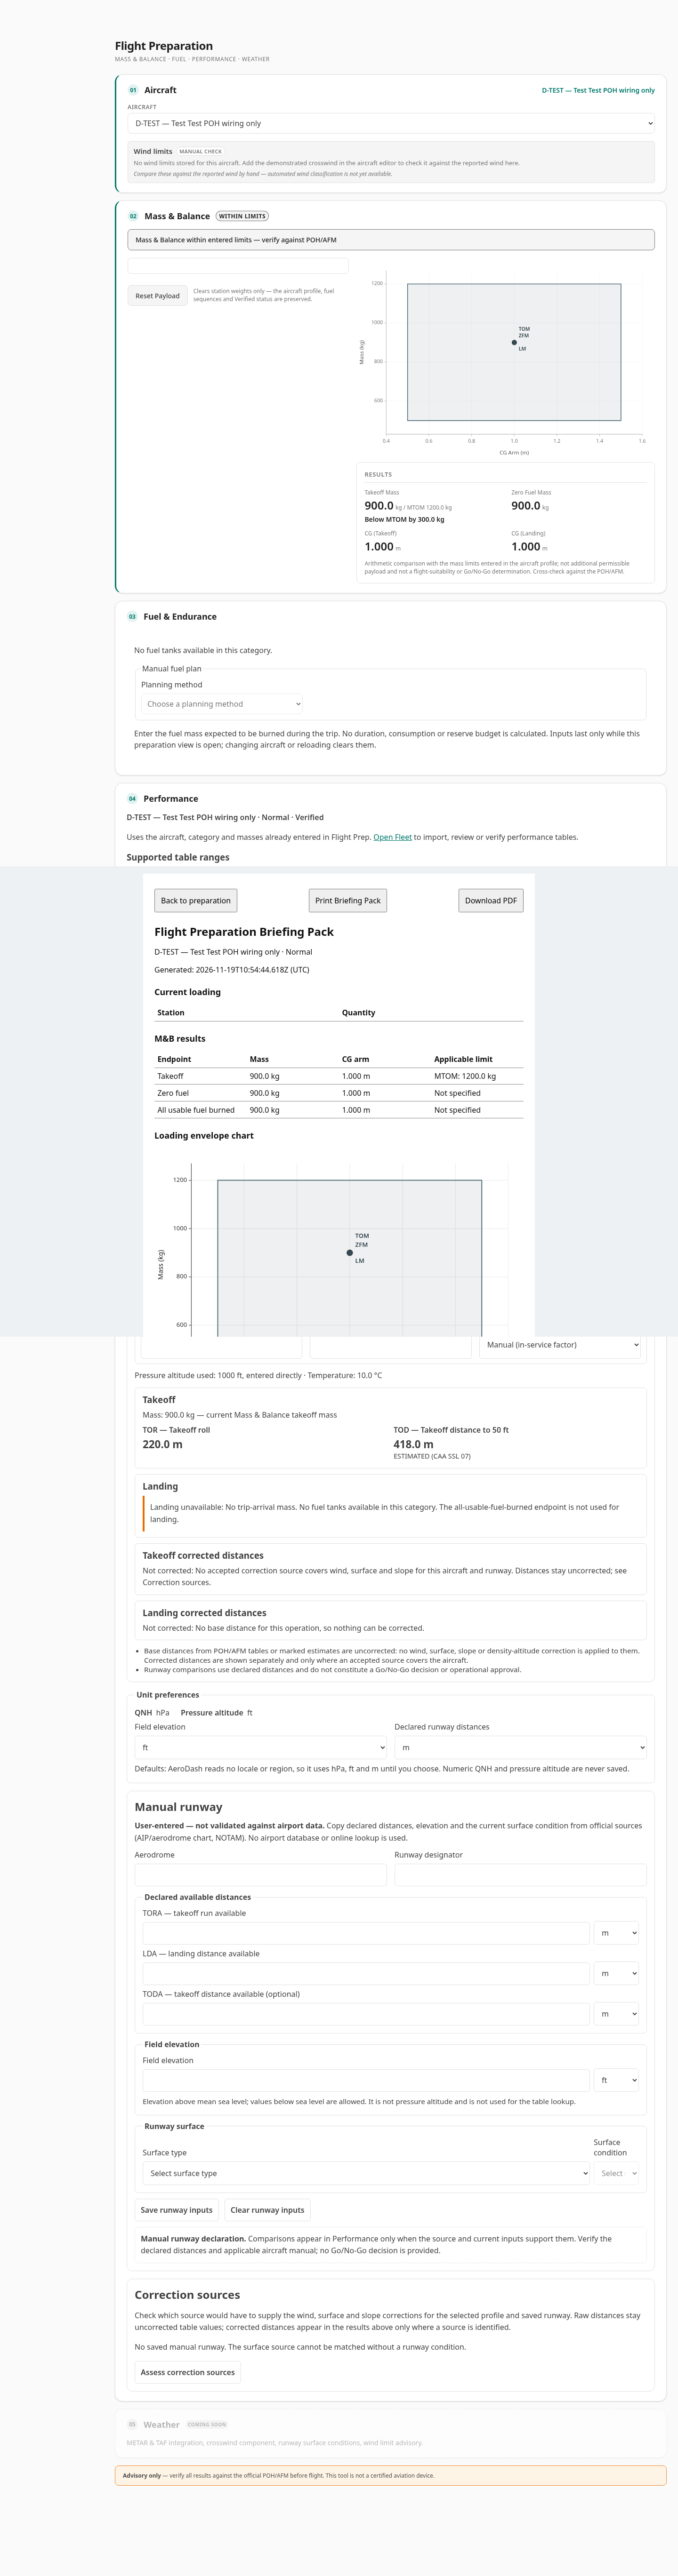 Flight Preparation
MASS & BALANCE · FUEL · PERFORMANCE · WEATHER
01 Aircraft
D-TEST — Test Test POH wiring only
AIRCRAFT
D-TEST — Test Test POH wiring only
Wind limits MANUAL CHECK
No wind limits stored for this aircraft. Add the demonstrated crosswind in the aircraft editor to check it against the reported wind here.
Compare these against the reported wind by hand — automated wind classification is not yet available.
02 Mass & Balance WITHIN LIMITS
Mass & Balance within entered limits — verify against POH/AFM
Reset Payload
Clears station weights only — the aircraft profile, fuel
sequences and Verified status are preserved.
1200
1000
800
600
Mass (kg)
TOM
ZFM
LM
0.4 0.6 0.8 1.0 1.2 1.4 1.6
CG Arm (m)
RESULTS
Takeoff Mass
900.0 kg / MTOM 1200.0 kg
Below MTOM by 300.0 kg
Zero Fuel Mass
900.0 kg
CG (Takeoff)
1.000 m
CG (Landing)
1.000 m
Arithmetic comparison with the mass limits entered in the aircraft profile; not additional permissible
payload and not a flight-suitability or Go/No-Go determination. Cross-check against the POH/AFM.
03 Fuel & Endurance
No fuel tanks available in this category.
Manual fuel plan
Planning method
Choose a planning method
Enter the fuel mass expected to be burned during the trip. No duration, consumption or reserve budget is calculated. Inputs last only while this
preparation view is open; changing aircraft or reloading clears them.
04 Performance
D-TEST — Test Test POH wiring only · Normal · Verified
Uses the aircraft, category and masses already entered in Flight Prep. Open Fleet to import, review or verify performance tables.
Supported table ranges
Back to preparation
Print Briefing Pack
Download PDF
Flight Preparation Briefing Pack
D-TEST — Test Test POH wiring only · Normal
Generated: 2026-11-19T10:54:44.618Z (UTC)
Current loading
Station Quantity
M&B results
Endpoint Mass CG arm Applicable limit
Takeoff 900.0 kg 1.000 m MTOM: 1200.0 kg
Zero fuel 900.0 kg 1.000 m Not specified
All usable fuel burned 900.0 kg 1.000 m Not specified
Loading envelope chart
1200
1000
800
600
Mass (kg)
TOM
ZFM
LM
Manual (in-service factor)
Pressure altitude used: 1000 ft, entered directly · Temperature: 10.0 °C
Takeoff
Mass: 900.0 kg — current Mass & Balance takeoff mass
TOR — Takeoff roll
220.0 m
TOD — Takeoff distance to 50 ft
418.0 m
ESTIMATED (CAA SSL 07)
Landing
Landing unavailable: No trip-arrival mass. No fuel tanks available in this category. The all-usable-fuel-burned endpoint is not used for
landing.
Takeoff corrected distances
Not corrected: No accepted correction source covers wind, surface and slope for this aircraft and runway. Distances stay uncorrected; see
Correction sources.
Landing corrected distances
Not corrected: No base distance for this operation, so nothing can be corrected.
• Base distances from POH/AFM tables or marked estimates are uncorrected: no wind, surface, slope or density-altitude correction is applied to them.
Corrected distances are shown separately and only where an accepted source covers the aircraft.
• Runway comparisons use declared distances and do not constitute a Go/No-Go decision or operational approval.
Unit preferences
QNH hPa Pressure altitude ft
Field elevation
ft
Declared runway distances
m
Defaults: AeroDash reads no locale or region, so it uses hPa, ft and m until you choose. Numeric QNH and pressure altitude are never saved.
Manual runway
User-entered — not validated against airport data. Copy declared distances, elevation and the current surface condition from official sources
(AIP/aerodrome chart, NOTAM). No airport database or online lookup is used.
Aerodrome
Runway designator
Declared available distances
TORA — takeoff run available
m
LDA — landing distance available
m
TODA — takeoff distance available (optional)
m
Field elevation
Field elevation
ft
Elevation above mean sea level; values below sea level are allowed. It is not pressure altitude and is not used for the table lookup.
Runway surface
Surface type
Select surface type
Surface
condition
Select
Save runway inputs
Clear runway inputs
Manual runway declaration. Comparisons appear in Performance only when the source and current inputs support them. Verify the
declared distances and applicable aircraft manual; no Go/No-Go decision is provided.
Correction sources
Check which source would have to supply the wind, surface and slope corrections for the selected profile and saved runway. Raw distances stay
uncorrected table values; corrected distances appear in the results above only where a source is identified.
No saved manual runway. The surface source cannot be matched without a runway condition.
Assess correction sources
05 Weather COMING SOON
METAR & TAF integration, crosswind component, runway surface conditions, wind limit advisory.
Advisory only — verify all results against the official POH/AFM before flight. This tool is not a certified aviation device.